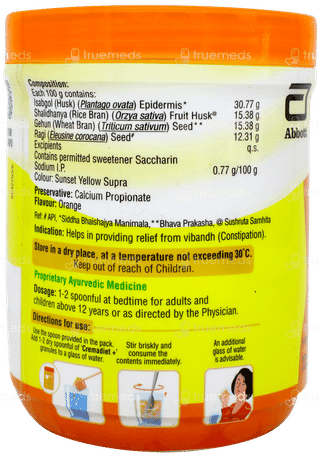 truemeds
Composition:
Each 100 g contains:
Isabgol (Husk) (Plantago ovata) Epidermis* 30.77 g
Shalidhanya (Rice Bran) (Orzya sativa) Fruit Husk@ 15.38 g
Gehun (Wheat Bran) (Triticum sativum) Seed** 15.38 g
Ragi (Eleusine corocana) Seed# 12.31 g
Excipients q.s.
Contains permitted sweetener Saccharin
Sodium I.P. 0.77 g/100 g
Colour: Sunset Yellow Supra
Preservative: Calcium Propionate
Flavour: Orange
Ref: # API, *Siddha Bhaishajya Manimala, **Bhava Prakasha, @ Sushruta Samhita
Indication: Helps in providing relief from vibandh (Constipation).
Store in a dry place, at a temperature not exceeding 30°C.
Keep out of reach of Children.
Proprietary Ayurvedic Medicine
Dosage: 1-2 spoonful at bedtime for adults and
children above 12 years or as directed by the Physician.
Directions for use:
Use the spoon provided in the pack.
Add 1-2 dry spoonful of 'Cremadiet +'
granules to a glass of water.
Stir briskly and
consume the
contents immediately.
An additional
glass of water
is advisable.
Abbott